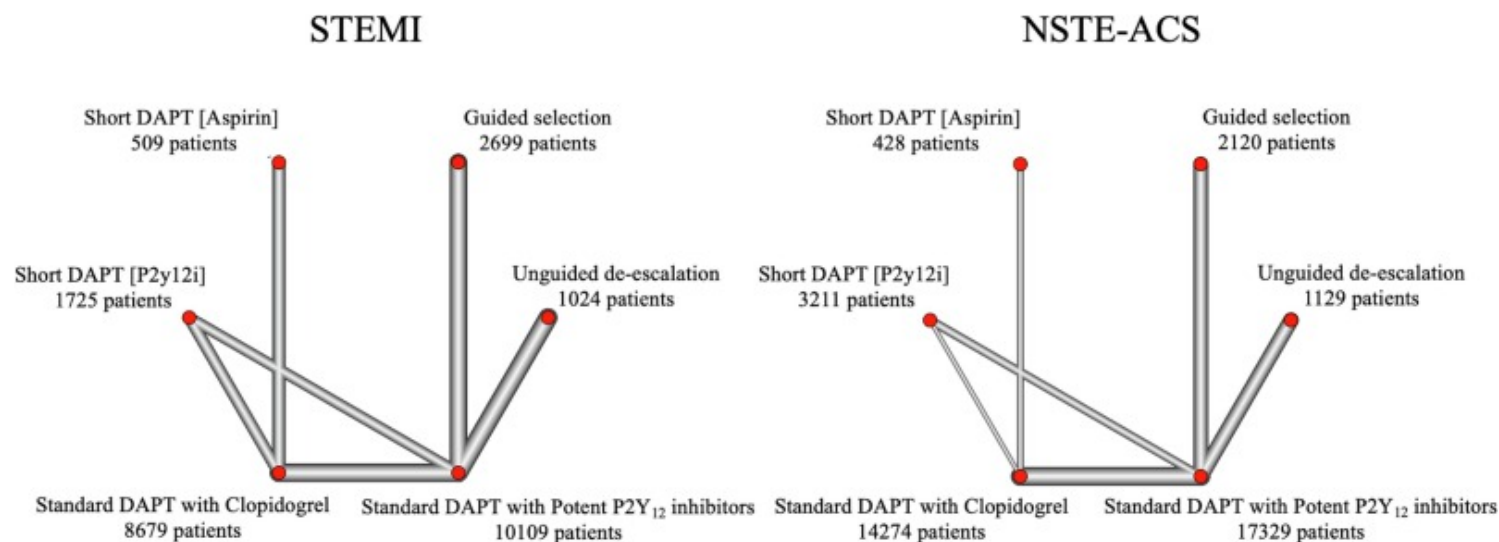 STEMI
Short DAPT [Aspirin]
509 patients
Guided selection
2699 patients
Short DAPT [P2y12i]
1725 patients
Unguided de-escalation
1024 patients
Standard DAPT with Clopidogrel
8679 patients
Standard DAPT with Potent P2Y₁₂ inhibitors
10109 patients
NSTE-ACS
Short DAPT [Aspirin]
428 patients
Guided selection
2120 patients
Short DAPT [P2y12i]
3211 patients
Unguided de-escalation
1129 patients
Standard DAPT with Clopidogrel
14274 patients
Standard DAPT with Potent P2Y₁₂ inhibitors
17329 patients